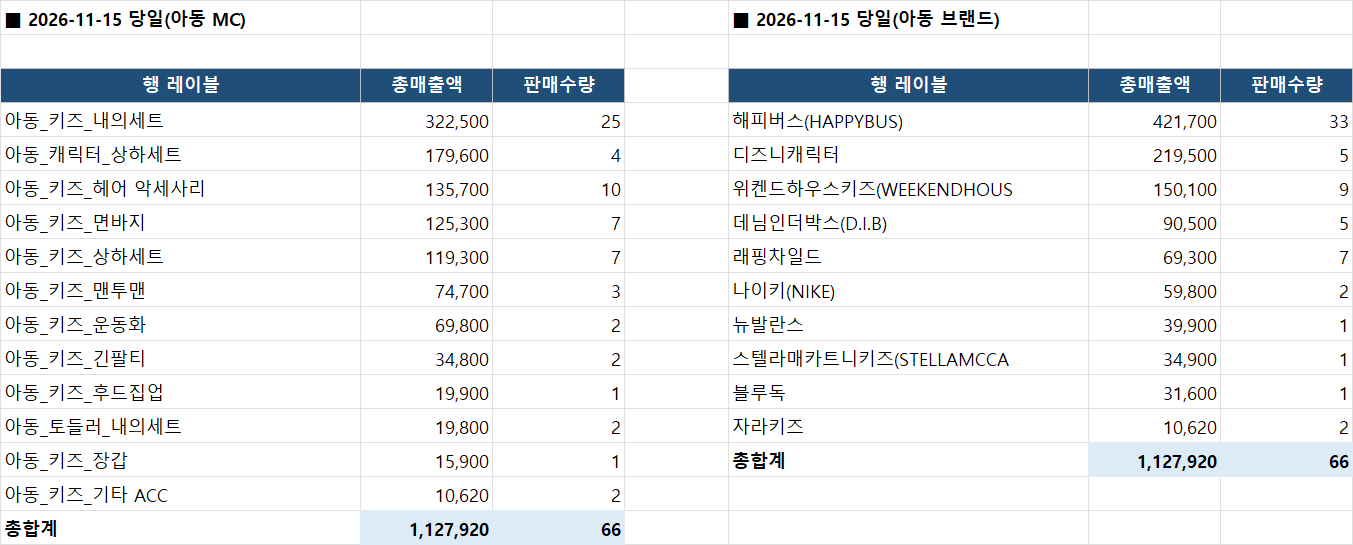 ■ 2026-11-15 당일(아동 MC)
행 레이블 총매출액 판매수량
아동_키즈_내의세트 322,500 25
아동_캐릭터_상하세트 179,600 4
아동_키즈_헤어 악세사리 135,700 10
아동_키즈_면바지 125,300 7
아동_키즈_상하세트 119,300 7
아동_키즈_맨투맨 74,700 3
아동_키즈_운동화 69,800 2
아동_키즈_긴팔티 34,800 2
아동_키즈_후드집업 19,900 1
아동_토들러_내의세트 19,800 2
아동_키즈_장갑 15,900 1
아동_키즈_기타 ACC 10,620 2
총합계 1,127,920 66
■ 2026-11-15 당일(아동 브랜드)
행 레이블 총매출액 판매수량
해피버스(HAPPYBUS) 421,700 33
디즈니캐릭터 219,500 5
위켄드하우스키즈(WEEKENDHOUS 150,100 9
데님인더박스(D.I.B) 90,500 5
래핑차일드 69,300 7
나이키(NIKE) 59,800 2
뉴발란스 39,900 1
스텔라매카트니키즈(STELLAMCCA 34,900 1
블루독 31,600 1
자라키즈 10,620 2
총합계 1,127,920 66